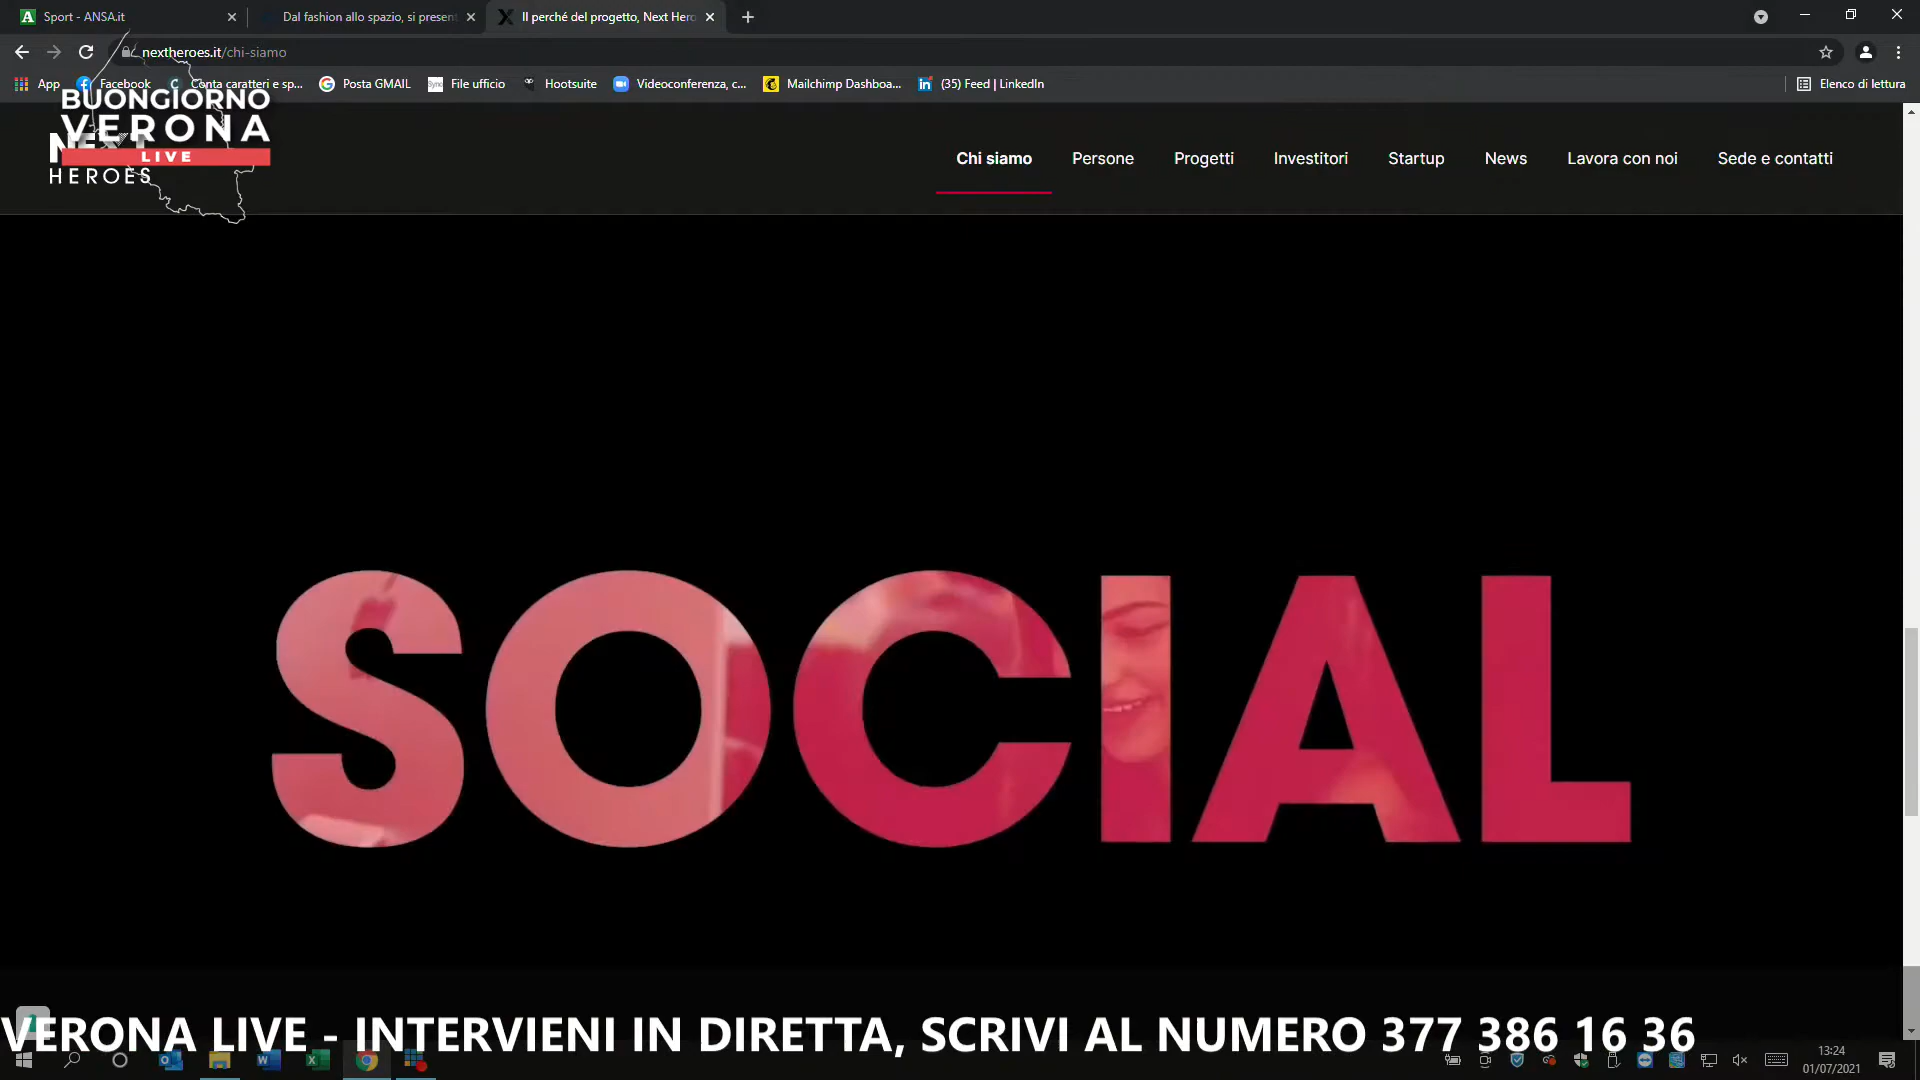 Sport - ANSA.it
Dal fashion allo spazio, si present
Il perché del progetto, Next Hero
nextheroes.it/chi-siamo
App
Facebook
Conta caratteri e sp...
Posta GMAIL
File ufficio
Hootsuite
Videoconferenza, c...
Mailchimp Dashboa...
(35) Feed | LinkedIn
Elenco di lettura
BUONGIORNO
VERONA
LIVE
NEXT
HEROES
Chi siamo
Persone
Progetti
Investitori
Startup
News
Lavora con noi
Sede e contatti
SOCIAL
VERONA LIVE - INTERVIENI IN DIRETTA, SCRIVI AL NUMERO 377 386 16 36
13:24
01/07/2021